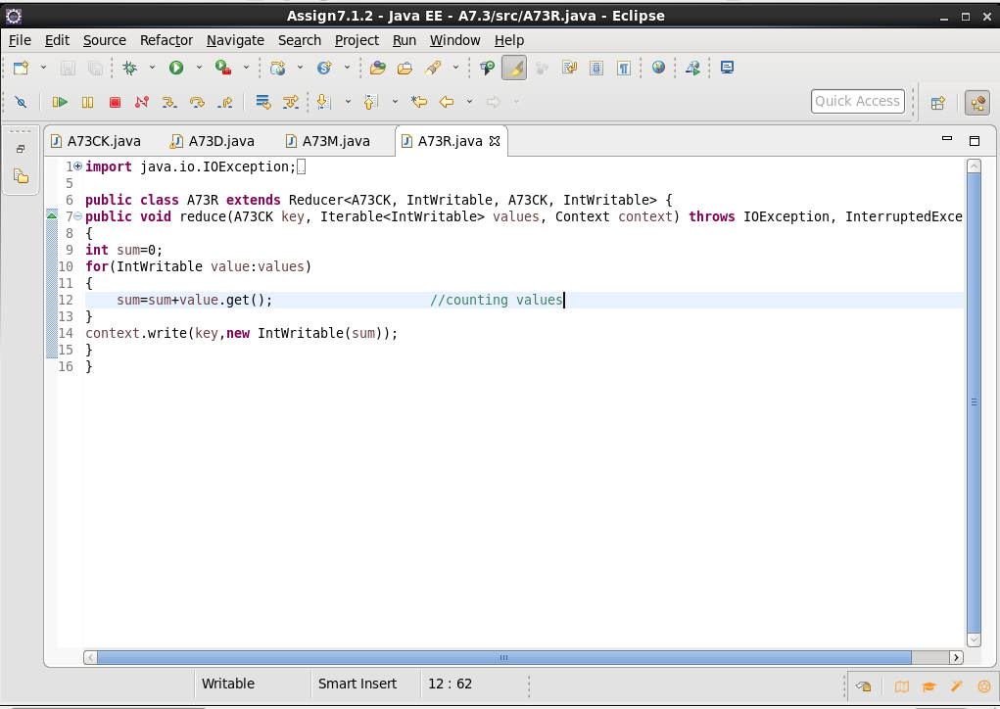 Assign7.1.2 - Java EE - A7.3/src/A73R.java - Eclipse
File Edit Source Refactor Navigate Search Project Run Window Help
Quick Access
A73CK.java A73D.java A73M.java A73R.java
1 import java.io.IOException;
5
6 public class A73R extends Reducer<A73CK, IntWritable, A73CK, IntWritable> {
7 public void reduce(A73CK key, Iterable<IntWritable> values, Context context) throws IOException, InterruptedExce
8 {
9 int sum=0;
10 for(IntWritable value:values)
11 {
12     sum=sum+value.get();                    //counting values
13 }
14 context.write(key,new IntWritable(sum));
15 }
16 }
Writable Smart Insert 12 : 62